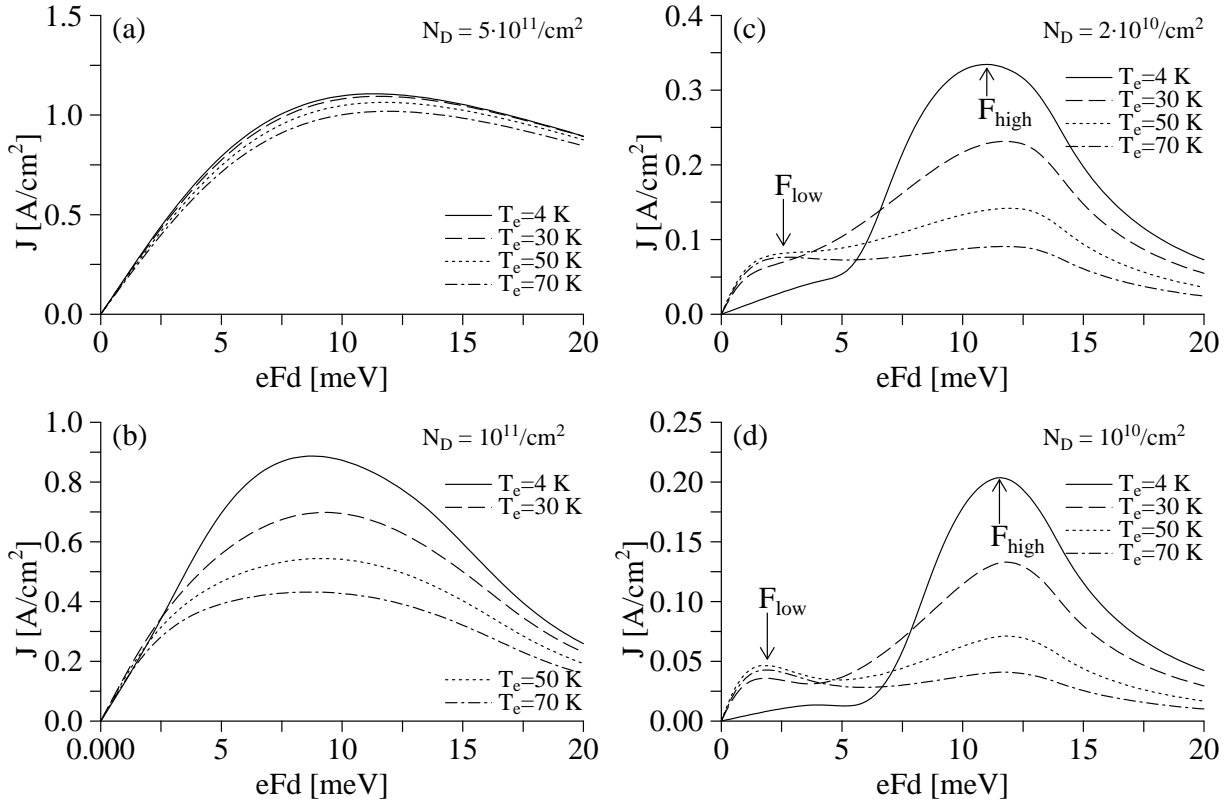 (a)
N_D = 5·10^11/cm^2
J [A/cm^2]
1.5
1.0
0.5
0.0
T_e=4 K
T_e=30 K
T_e=50 K
T_e=70 K
0 5 10 15 20
eFd [meV]
(c)
N_D = 2·10^10/cm^2
J [A/cm^2]
0.4
0.3
0.2
0.1
0.0
T_e=4 K
T_e=30 K
T_e=50 K
T_e=70 K
F_high
F_low
0 5 10 15 20
eFd [meV]
(b)
N_D = 10^11/cm^2
J [A/cm^2]
1.0
0.8
0.6
0.4
0.2
0.0
T_e=4 K
T_e=30 K
T_e=50 K
T_e=70 K
0.000 5 10 15 20
eFd [meV]
(d)
N_D = 10^10/cm^2
J [A/cm^2]
0.25
0.20
0.15
0.10
0.05
0.00
T_e=4 K
T_e=30 K
T_e=50 K
T_e=70 K
F_high
F_low
0 5 10 15 20
eFd [meV]